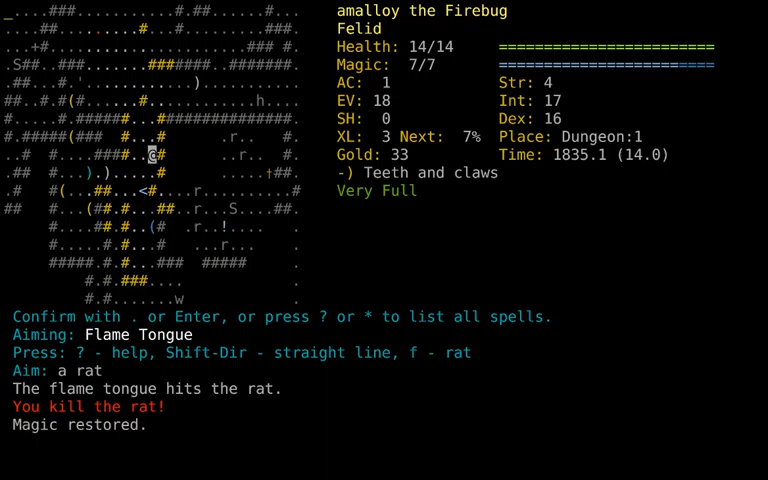 amalloy the Firebug
Felid
Health: 14/14 ========================
Magic: 7/7 ========================
AC: 1 Str: 4
EV: 18 Int: 17
SH: 0 Dex: 16
XL: 3 Next: 7% Place: Dungeon:1
Gold: 33 Time: 1835.1 (14.0)
-) Teeth and claws
Very Full
Confirm with . or Enter, or press ? or * to list all spells.
Aiming: Flame Tongue
Press: ? - help, Shift-Dir - straight line, f - rat
Aim: a rat
The flame tongue hits the rat.
You kill the rat!
Magic restored.